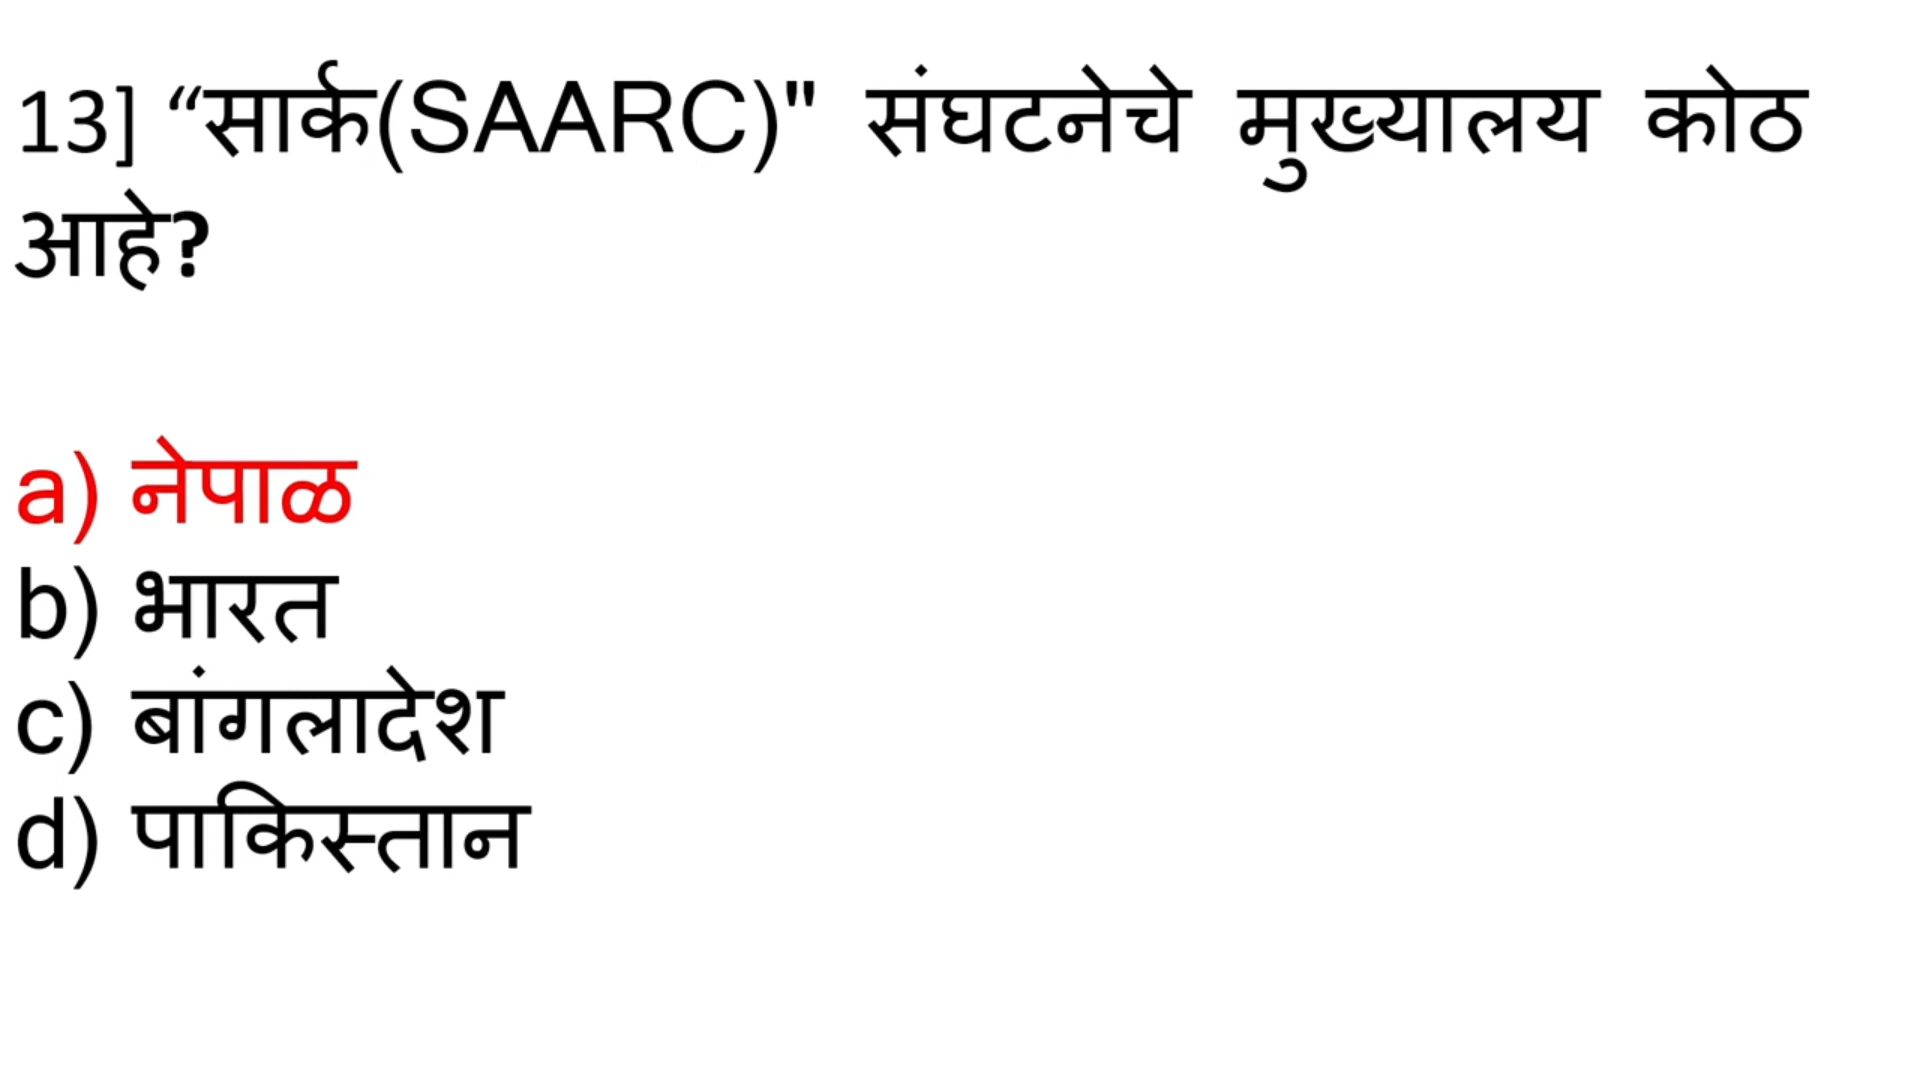 13] “सार्क(SAARC)" संघटनेचे मुख्यालय कोठ
आहे?
a) नेपाळ
b) भारत
c) बांगलादेश
d) पाकिस्तान